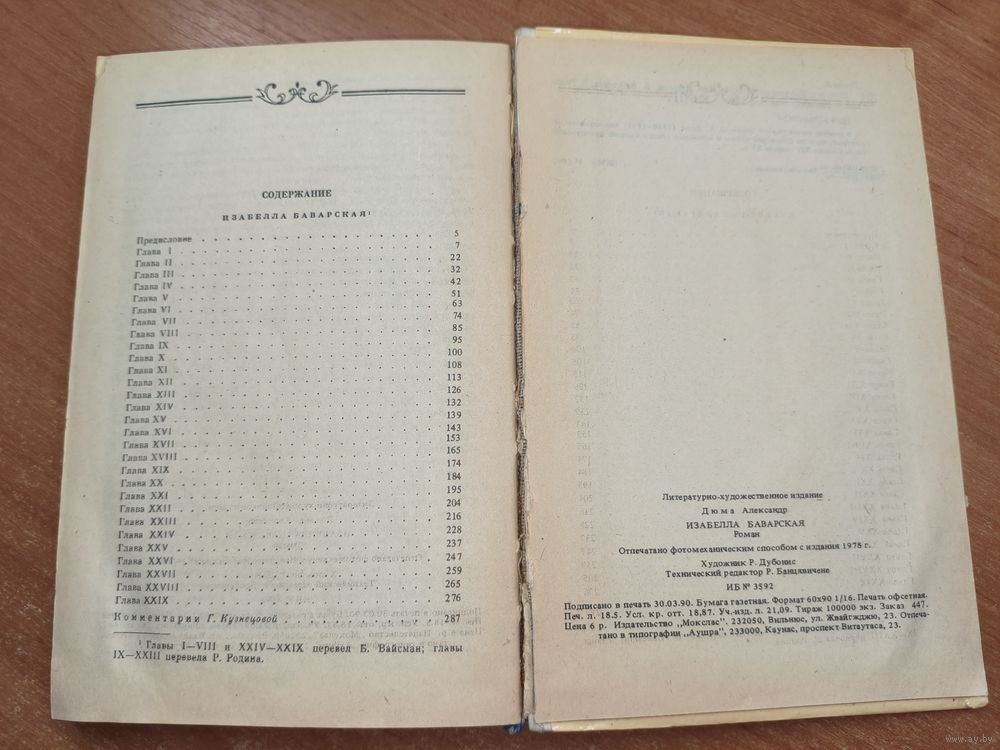 СОДЕРЖАНИЕ
ИЗАБЕЛЛА БАВАРСКАЯ¹
Предисловие . . . 5
Глава I . . . 7
Глава II . . . 22
Глава III . . . 32
Глава IV . . . 42
Глава V . . . 51
Глава VI . . . 63
Глава VII . . . 74
Глава VIII . . . 85
Глава IX . . . 95
Глава X . . . 100
Глава XI . . . 108
Глава XII . . . 113
Глава XIII . . . 126
Глава XIV . . . 132
Глава XV . . . 139
Глава XVI . . . 143
Глава XVII . . . 153
Глава XVIII . . . 165
Глава XIX . . . 174
Глава XX . . . 184
Глава XXI . . . 195
Глава XXII . . . 204
Глава XXIII . . . 216
Глава XXIV . . . 228
Глава XXV . . . 237
Глава XXVI . . . 247
Глава XXVII . . . 259
Глава XXVIII . . . 265
Глава XXIX . . . 276
Комментарии Г. Кузнецовой . . . 287
¹ Главы I—VIII и XXIV—XXIX перевел Б. Вайсман; главы
IX—XXIII перевела Р. Родина.
Литературно-художественное издание
Дюма Александр
ИЗАБЕЛЛА БАВАРСКАЯ
Роман
Отпечатано фотомеханическим способом с издания 1978 г.
Художник Р. Дубонис
Технический редактор Р. Банцявичене
ИБ № 3592
Подписано в печать 30.03.90. Бумага газетная. Формат 60x90 1/16. Печать офсетная.
Печ. л. 18.5. Усл. кр. отт. 18,87. Уч.-изд. л. 21,09. Тираж 100000 экз. Заказ 447.
Цена 6 р. Издательство „Мокслас", 232050, Вильнюс, ул. Жвайгжджю, 23. Отпеча-
тано в типографии „Аушра", 233000, Каунас, проспект Витаутаса, 23.
www.ay.by